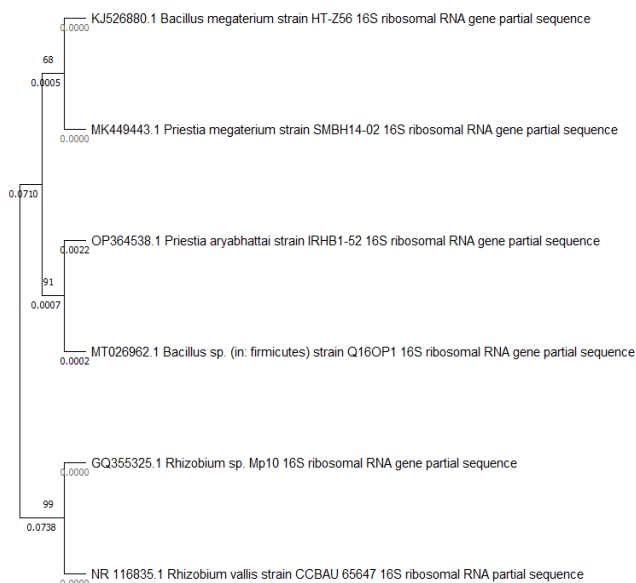 KJ526880.1 Bacillus megaterium strain HT-Z56 16S ribosomal RNA gene partial sequence
0.0000
68
0.0005
MK449443.1 Priestia megaterium strain SMBH14-02 16S ribosomal RNA gene partial sequence
0.0000
0.0710
OP364538.1 Priestia aryabhattai strain IRHB1-52 16S ribosomal RNA gene partial sequence
0.0022
91
0.0007
MT026962.1 Bacillus sp. (in: firmicutes) strain Q16OP1 16S ribosomal RNA gene partial sequence
0.0002
GQ355325.1 Rhizobium sp. Mp10 16S ribosomal RNA gene partial sequence
0.0000
99
0.0738
NR 116835.1 Rhizobium vallis strain CCBAU 65647 16S ribosomal RNA partial sequence
0.0000